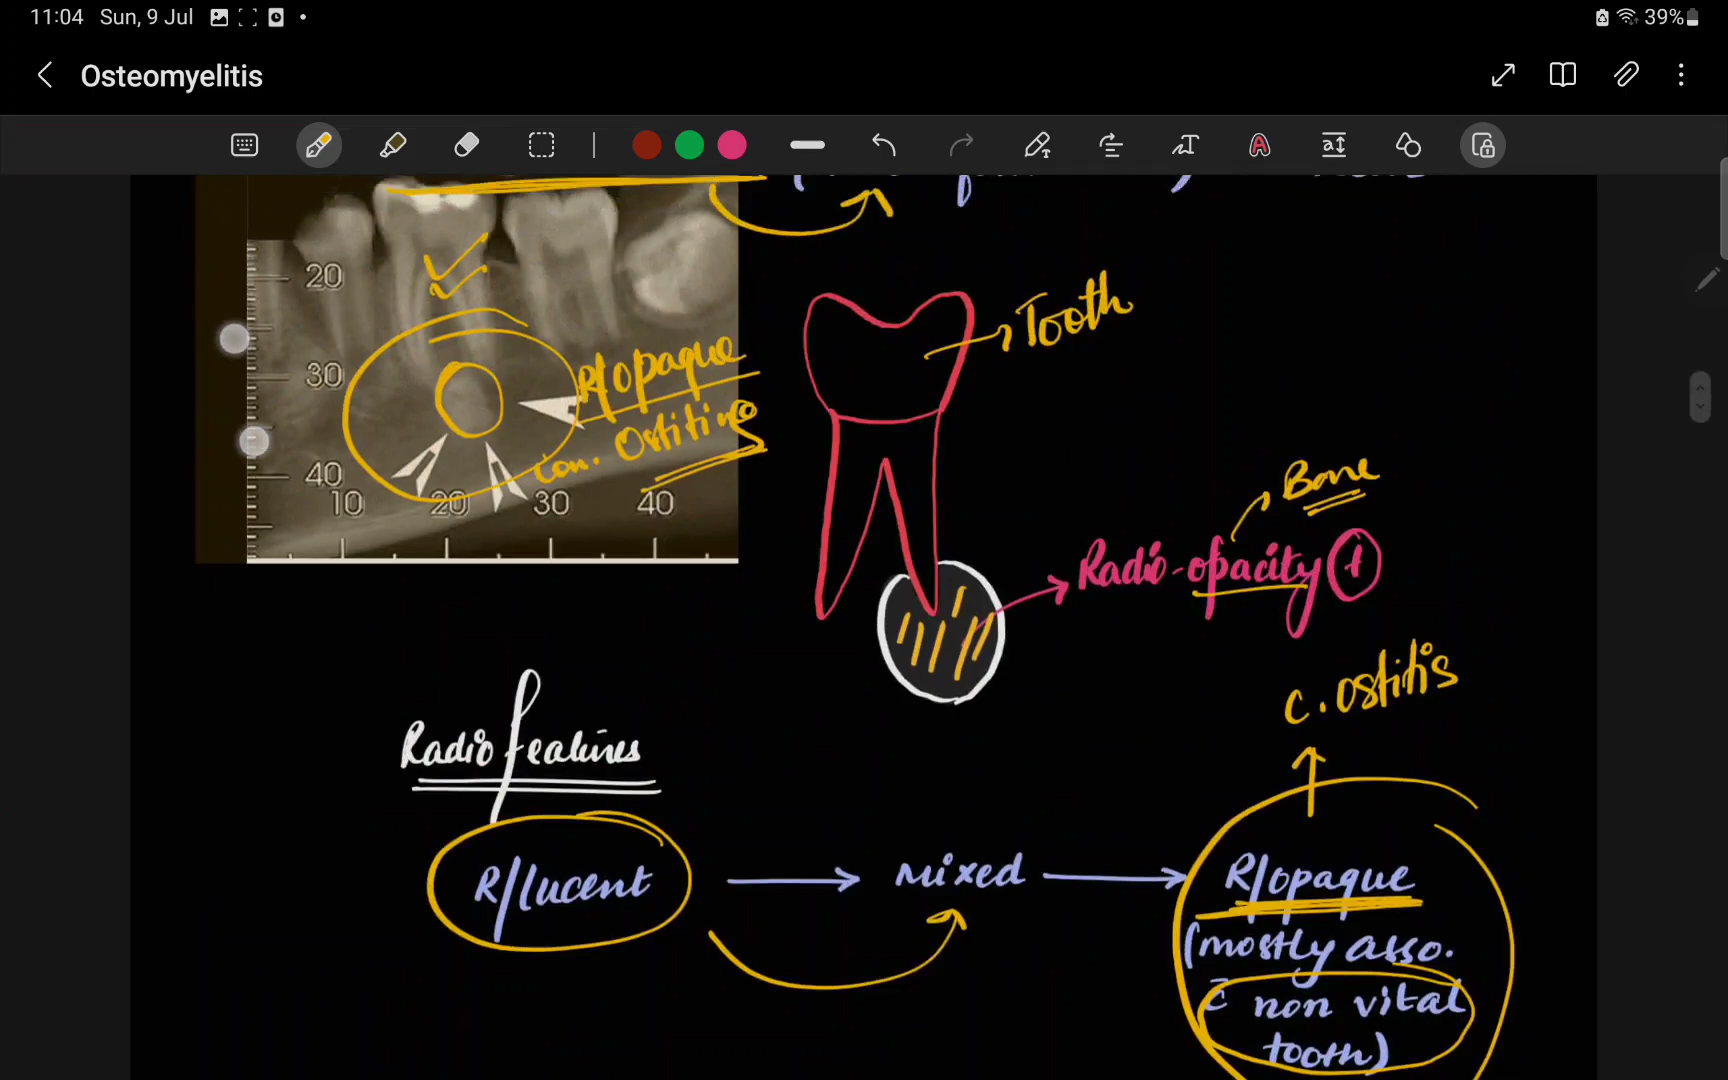 11:04 Sun, 9 Jul
39%
Osteomyelitis
20
30
40
10 20 30 40
R/opaque
con. Ostitis
Tooth
Bone
Radio-opacity +
c. ostitis
Radio features
R/lucent → mixed → R/opaque
(mostly asso.
c̄ non vital
tooth)